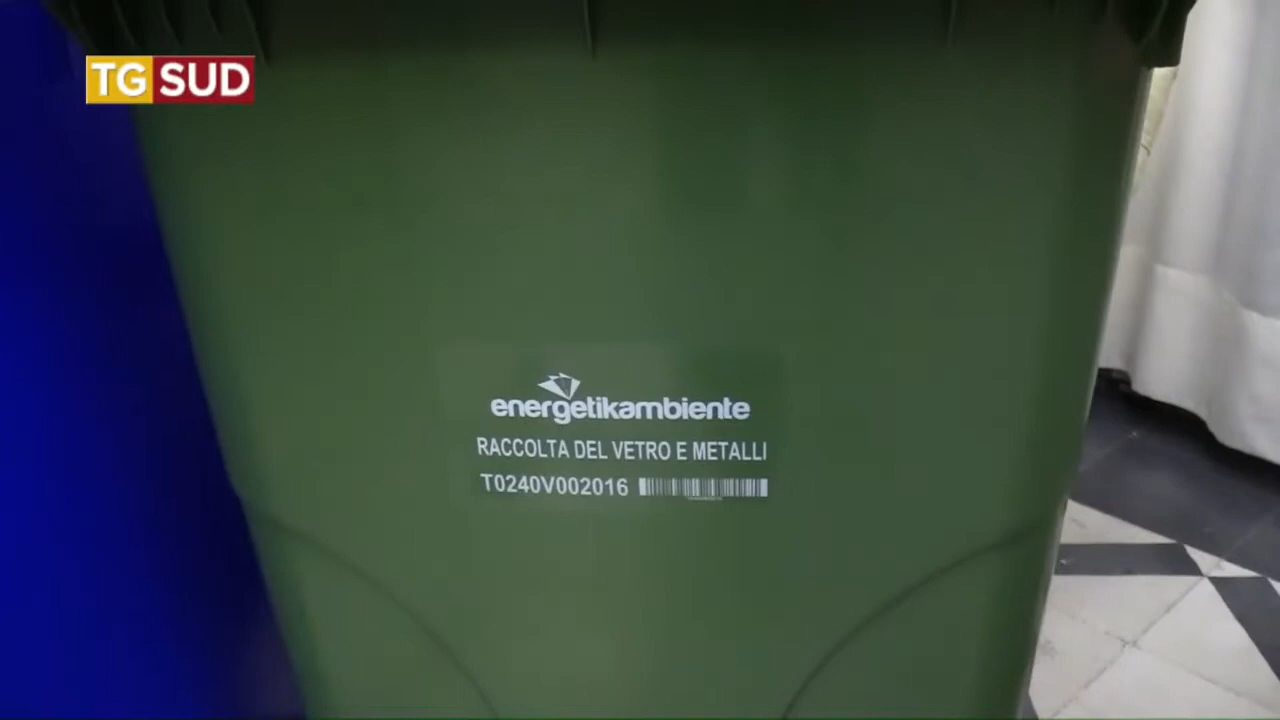 TG SUD
energetikambiente
RACCOLTA DEL VETRO E METALLI
T0240V002016